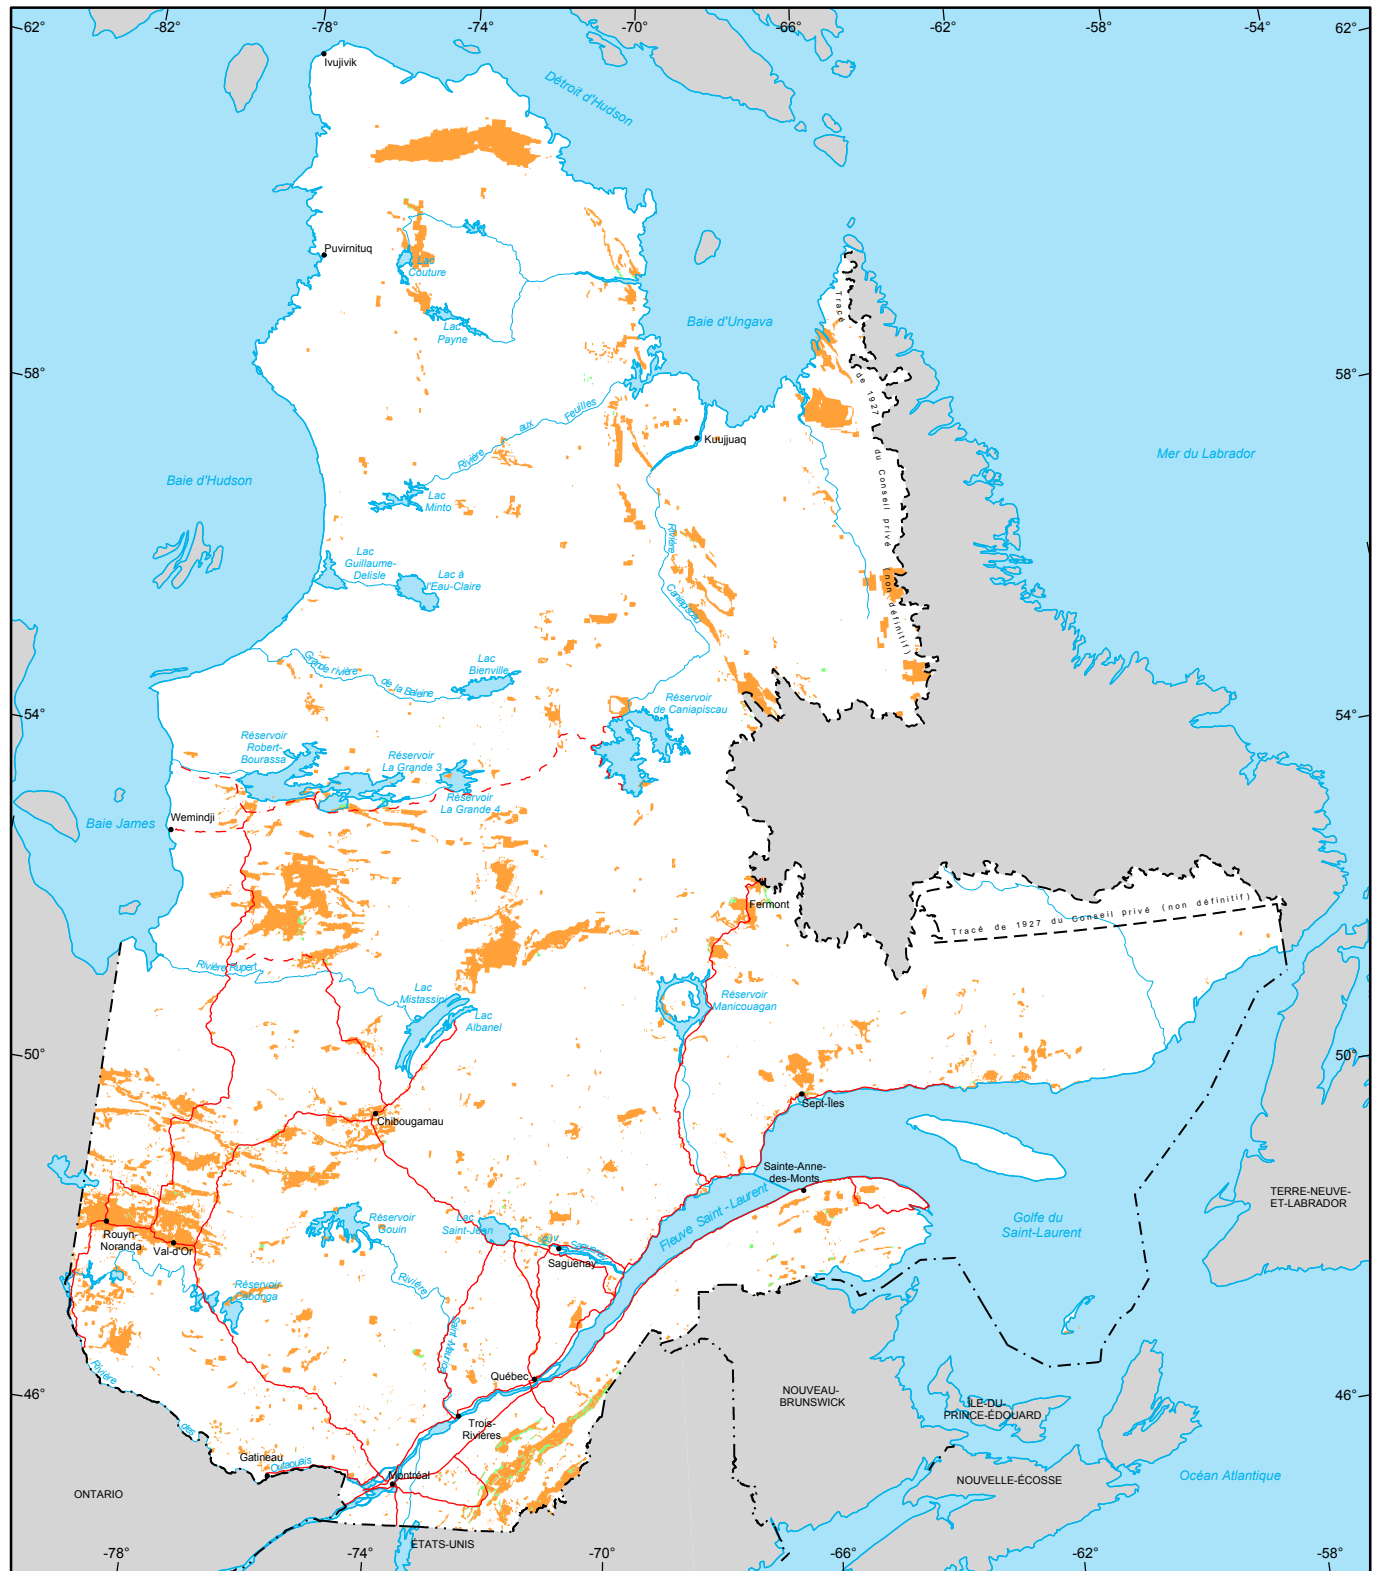 -82
-78
-74
-70
-66
-62
-58
-54
62°
62°
Ivujivik
Détroit d'Hudson
Puvirnituq
Lac
Couture
Lac
Payne
Baie d'Ungava
Tracé
de 1927
du Conseil privé
(non définitif)
58°
58°
Rivière
aux
Feuilles
Kuujjuaq
Baie d'Hudson
Mer du Labrador
Lac
Minto
Lac
Guillaume-
Delisle
Lac à
l'Eau-Claire
Rivière
Caniapiscau
Grande rivière
de la Baleine
Lac
Bienville
Réservoir
de Caniapiscau
54°
54°
Réservoir
Robert-
Bourassa
Réservoir
La Grande 3
Réservoir
La Grande 4
Baie James
Wemindji
Fermont
Tracé de 1927 du Conseil privé (non définitif)
Rivière Rupert
Lac
Mistassini
Lac
Albanel
Réservoir
Manicouagan
50°
50°
Sept-Îles
Chibougamau
Sainte-Anne-
des-Monts
Fleuve Saint-Laurent
Golfe du
Saint-Laurent
TERRE-NEUVE-
ET-LABRADOR
Réservoir
Gouin
Lac
Saint-Jean
Rouyn-
Noranda
Val-d'Or
Saguenay
Saguenay
Réservoir
Cabonga
Rivière
Saint-Maurice
Rivière
des
Outaouais
46°
46°
Québec
NOUVEAU-
BRUNSWICK
ÎLE-DU-
PRINCE-ÉDOUARD
Trois-
Rivières
Gatineau
Montréal
NOUVELLE-ÉCOSSE
Océan Atlantique
ONTARIO
ÉTATS-UNIS
-78°
-74°
-70°
-66°
-62°
-58°